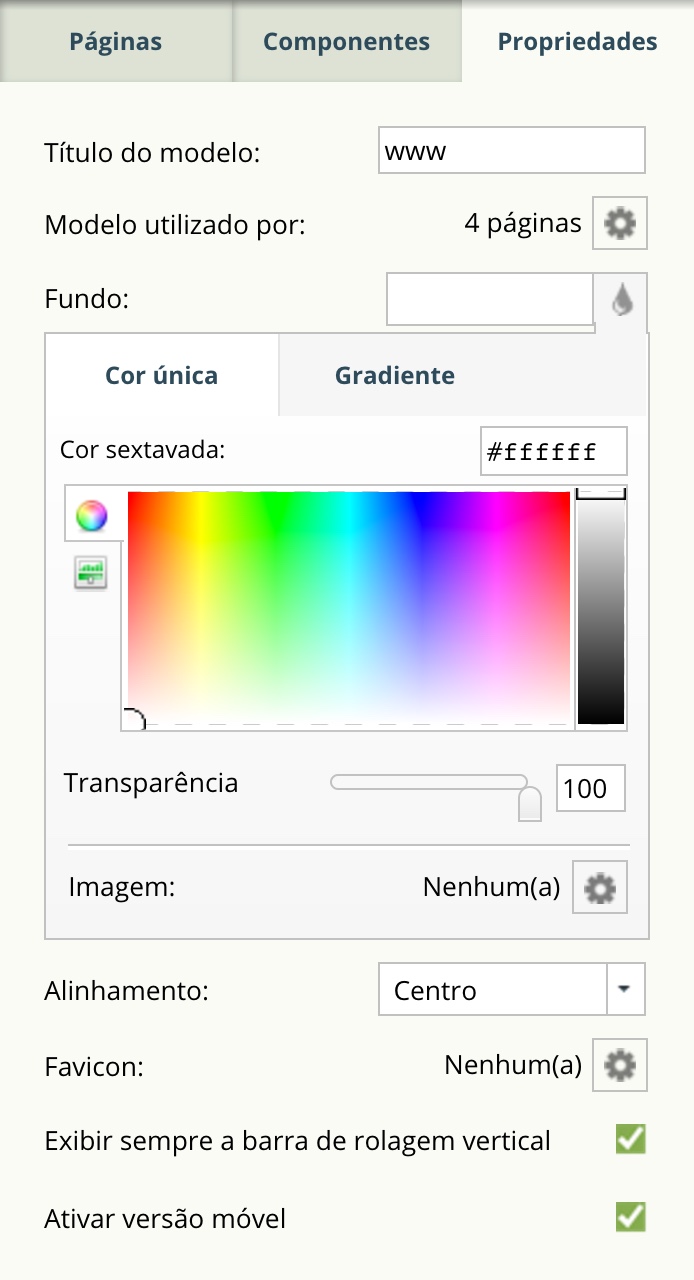 Páginas Componentes Propriedades
Título do modelo: www
Modelo utilizado por: 4 páginas
Fundo:
Cor única Gradiente
Cor sextavada: #ffffff
Transparência 100
Imagem: Nenhum(a)
Alinhamento: Centro
Favicon: Nenhum(a)
Exibir sempre a barra de rolagem vertical
Ativar versão móvel